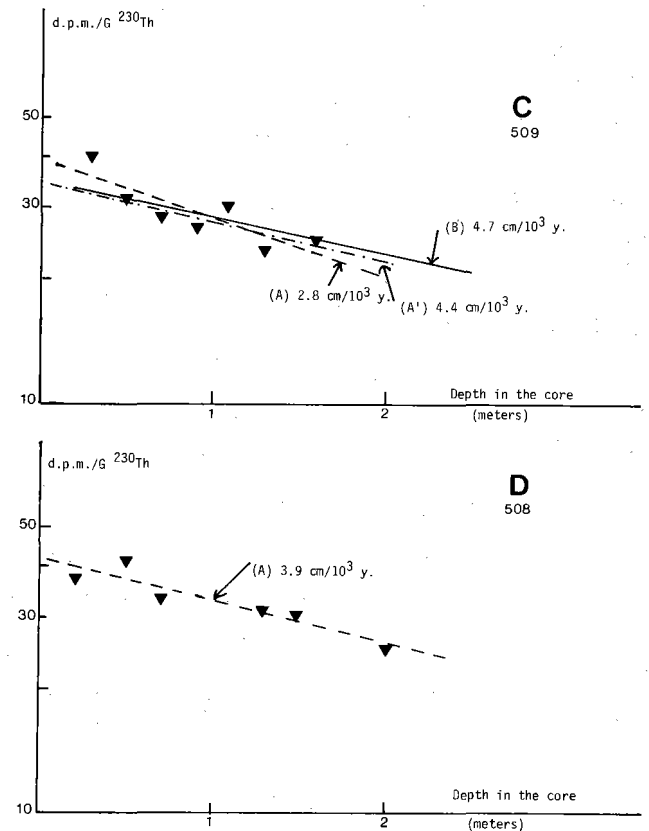 d.p.m./G ²³⁰Th
C
509
50
30
(B) 4.7 cm/10³ y.
(A) 2.8 cm/10³ y.
(A') 4.4 cm/10³ y.
Depth in the core
10
1
2
(meters)
d.p.m./G ²³⁰Th
D
508
50
(A) 3.9 cm/10³ y.
30
Depth in the core
10
1
2
(meters)